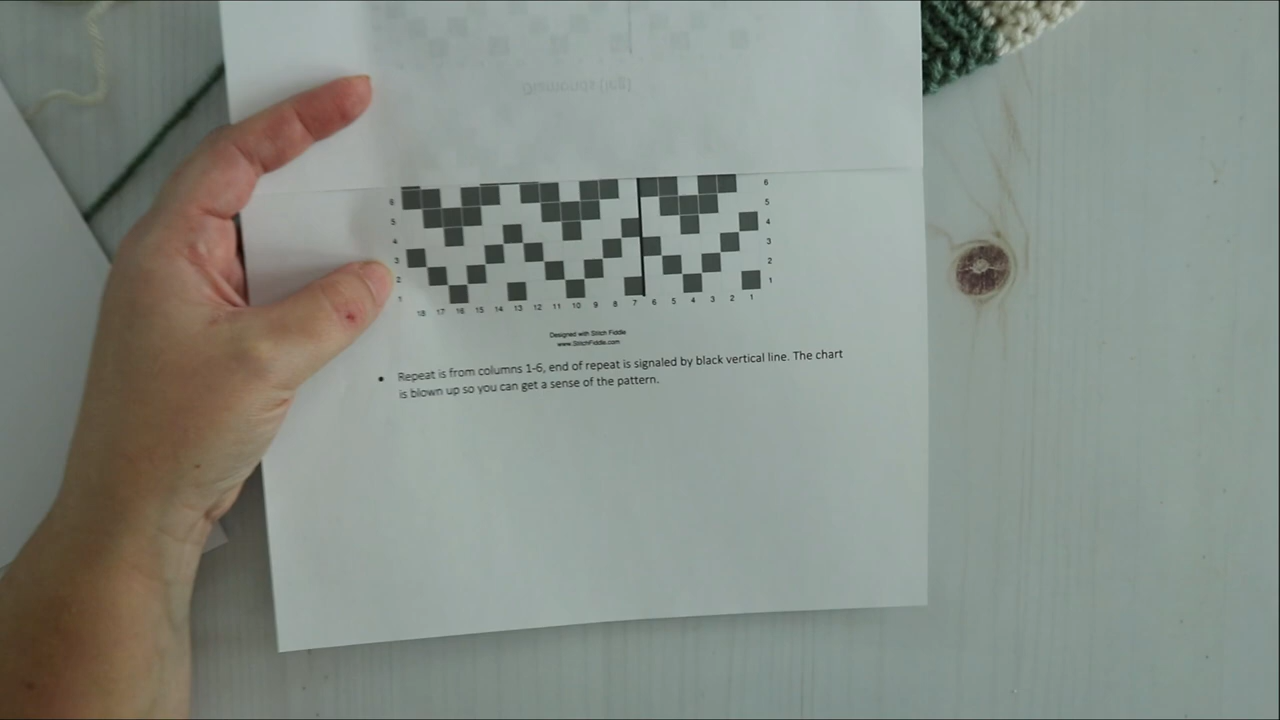 Diamonds (gif)
6 6
5 5
4 4
3 3
2 2
1 1
18 17 16 15 14 13 12 11 10 9 8 7 6 5 4 3 2 1
Designed with Stitch Fiddle
www.StitchFiddle.com
• Repeat is from columns 1-6, end of repeat is signaled by black vertical line. The chart
is blown up so you can get a sense of the pattern.